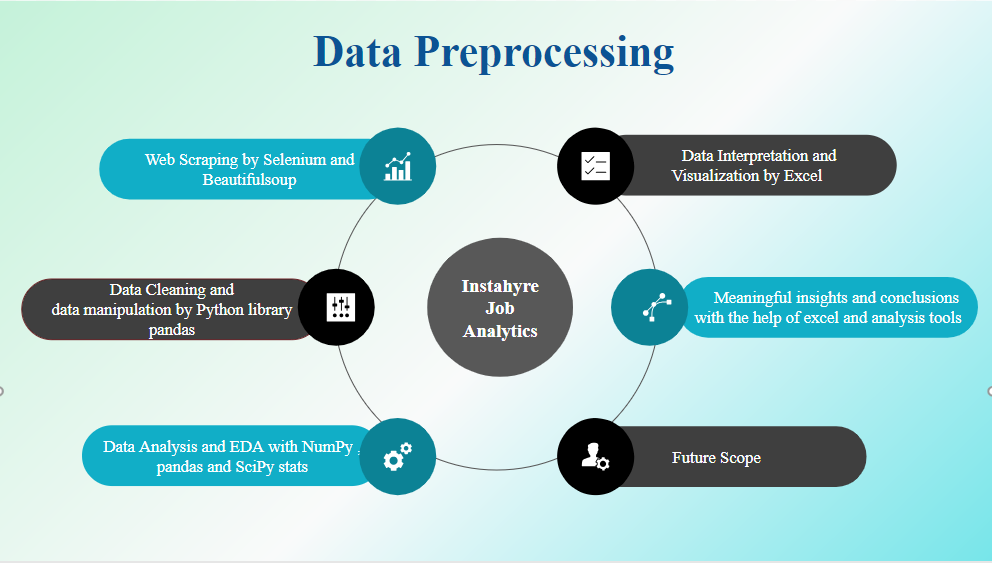 Data Preprocessing
Web Scraping by Selenium and
Beautifulsoup
Data Cleaning and
data manipulation by Python library
pandas
Data Analysis and EDA with NumPy ,
pandas and SciPy stats
Instahyre
Job
Analytics
Data Interpretation and
Visualization by Excel
Meaningful insights and conclusions
with the help of excel and analysis tools
Future Scope